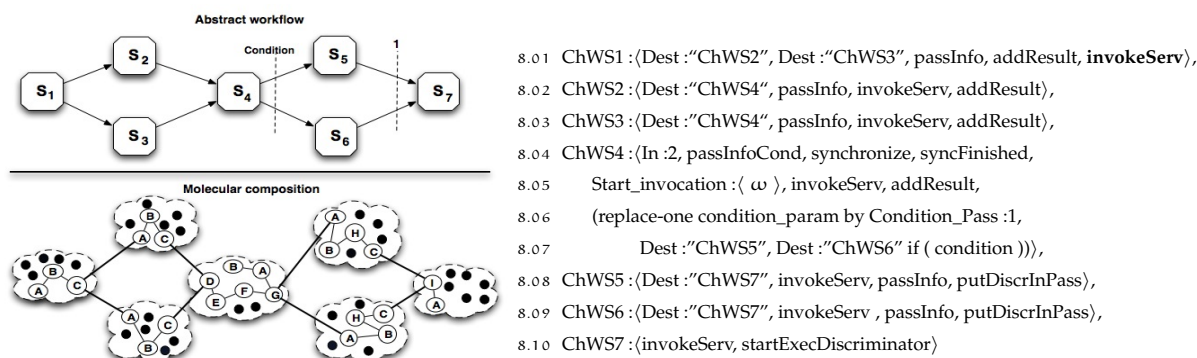 Abstract workflow
Condition
1
S1
S2
S3
S4
S5
S6
S7
Molecular composition
A
B
C
A
B
C
A
B
C
D
E
F
B
A
G
A
B
H
C
A
H
C
B
I
A
8.01 ChWS1 :⟨Dest :“ChWS2", Dest :“ChWS3", passInfo, addResult, invokeServ⟩,
8.02 ChWS2 :⟨Dest :“ChWS4“, passInfo, invokeServ, addResult⟩,
8.03 ChWS3 :⟨Dest :“ChWS4“, passInfo, invokeServ, addResult⟩,
8.04 ChWS4 :⟨In :2, passInfoCond, synchronize, syncFinished,
8.05 Start_invocation :⟨ ω ⟩, invokeServ, addResult,
8.06 (replace-one condition_param by Condition_Pass :1,
8.07 Dest :"ChWS5", Dest :"ChWS6" if ( condition ))⟩,
8.08 ChWS5 :⟨Dest :"ChWS7", invokeServ, passInfo, putDiscrInPass⟩,
8.09 ChWS6 :⟨Dest :"ChWS7", invokeServ , passInfo, putDiscrInPass⟩,
8.10 ChWS7 :⟨invokeServ, startExecDiscriminator⟩